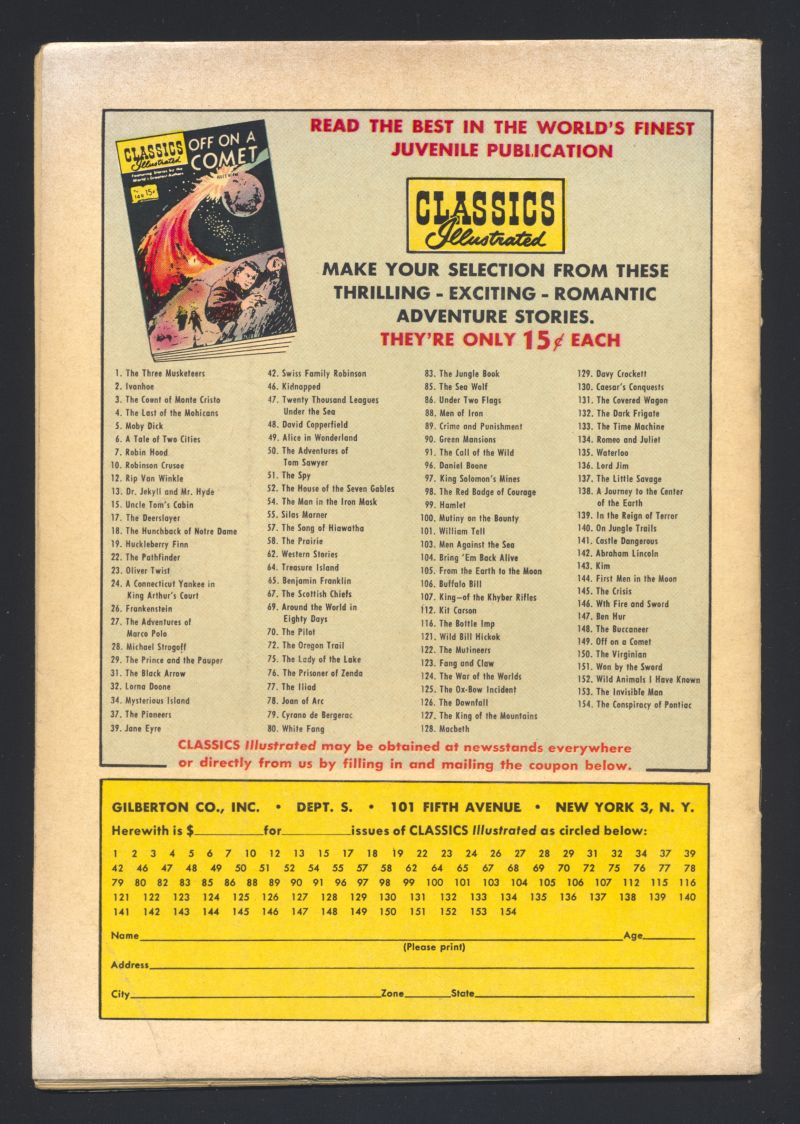 CLASSICS
Illustrated
Featuring Stories by the
World's Greatest Authors
OFF ON A
COMET
15¢
READ THE BEST IN THE WORLD'S FINEST
JUVENILE PUBLICATION
CLASSICS
Illustrated
MAKE YOUR SELECTION FROM THESE
THRILLING - EXCITING - ROMANTIC
ADVENTURE STORIES.
THEY'RE ONLY 15¢ EACH
1. The Three Musketeers
2. Ivanhoe
3. The Count of Monte Cristo
4. The Last of the Mohicans
5. Moby Dick
6. A Tale of Two Cities
7. Robin Hood
10. Robinson Crusoe
12. Rip Van Winkle
13. Dr. Jekyll and Mr. Hyde
15. Uncle Tom's Cabin
17. The Deerslayer
18. The Hunchback of Notre Dame
19. Huckleberry Finn
22. The Pathfinder
23. Oliver Twist
24. A Connecticut Yankee in
King Arthur's Court
26. Frankenstein
27. The Adventures of
Marco Polo
28. Michael Strogoff
29. The Prince and the Pauper
31. The Black Arrow
32. Lorna Doone
34. Mysterious Island
37. The Pioneers
39. Jane Eyre
42. Swiss Family Robinson
46. Kidnapped
47. Twenty Thousand Leagues
Under the Sea
48. David Copperfield
49. Alice in Wonderland
50. The Adventures of
Tom Sawyer
51. The Spy
52. The House of the Seven Gables
54. The Man in the Iron Mask
55. Silas Marner
57. The Song of Hiawatha
58. The Prairie
62. Western Stories
64. Treasure Island
65. Benjamin Franklin
67. The Scottish Chiefs
69. Around the World in
Eighty Days
70. The Pilot
72. The Oregon Trail
75. The Lady of the Lake
76. The Prisoner of Zenda
77. The Iliad
78. Joan of Arc
79. Cyrano de Bergerac
80. White Fang
83. The Jungle Book
85. The Sea Wolf
86. Under Two Flags
88. Men of Iron
89. Crime and Punishment
90. Green Mansions
91. The Call of the Wild
96. Daniel Boone
97. King Solomon's Mines
98. The Red Badge of Courage
99. Hamlet
100. Mutiny on the Bounty
101. William Tell
103. Men Against the Sea
104. Bring 'Em Back Alive
105. From the Earth to the Moon
106. Buffalo Bill
107. King—of the Khyber Rifles
112. Kit Carson
116. The Bottle Imp
121. Wild Bill Hickok
122. The Mutineers
123. Fang and Claw
124. The War of the Worlds
125. The Ox-Bow Incident
126. The Downfall
127. The King of the Mountains
128. Macbeth
129. Davy Crockett
130. Caesar's Conquests
131. The Covered Wagon
132. The Dark Frigate
133. The Time Machine
134. Romeo and Juliet
135. Waterloo
136. Lord Jim
137. The Little Savage
138. A Journey to the Center
of the Earth
139. In the Reign of Terror
140. On Jungle Trails
141. Castle Dangerous
142. Abraham Lincoln
143. Kim
144. First Men in the Moon
145. The Crisis
146. Wth Fire and Sword
147. Ben Hur
148. The Buccaneer
149. Off on a Comet
150. The Virginian
151. Won by the Sword
152. Wild Animals I Have Known
153. The Invisible Man
154. The Conspiracy of Pontiac
CLASSICS Illustrated may be obtained at newsstands everywhere
or directly from us by filling in and mailing the coupon below.
GILBERTON CO., INC. • DEPT. S. • 101 FIFTH AVENUE • NEW YORK 3, N. Y.
Herewith is $__________for__________issues of CLASSICS Illustrated as circled below:
1 2 3 4 5 6 7 10 12 13 15 17 18 19 22 23 24 26 27 28 29 31 32 34 37 39
42 46 47 48 49 50 51 52 54 55 57 58 62 64 65 67 68 69 70 72 75 76 77 78
79 80 82 83 85 86 88 89 90 91 96 97 98 99 100 101 103 104 105 106 107 112 115 116
121 122 123 124 125 126 127 128 129 130 131 132 133 134 135 136 137 138 139 140
141 142 143 144 145 146 147 148 149 150 151 152 153 154
Name____________________Age______
(Please print)
Address____________________
City____________________Zone______State____________________